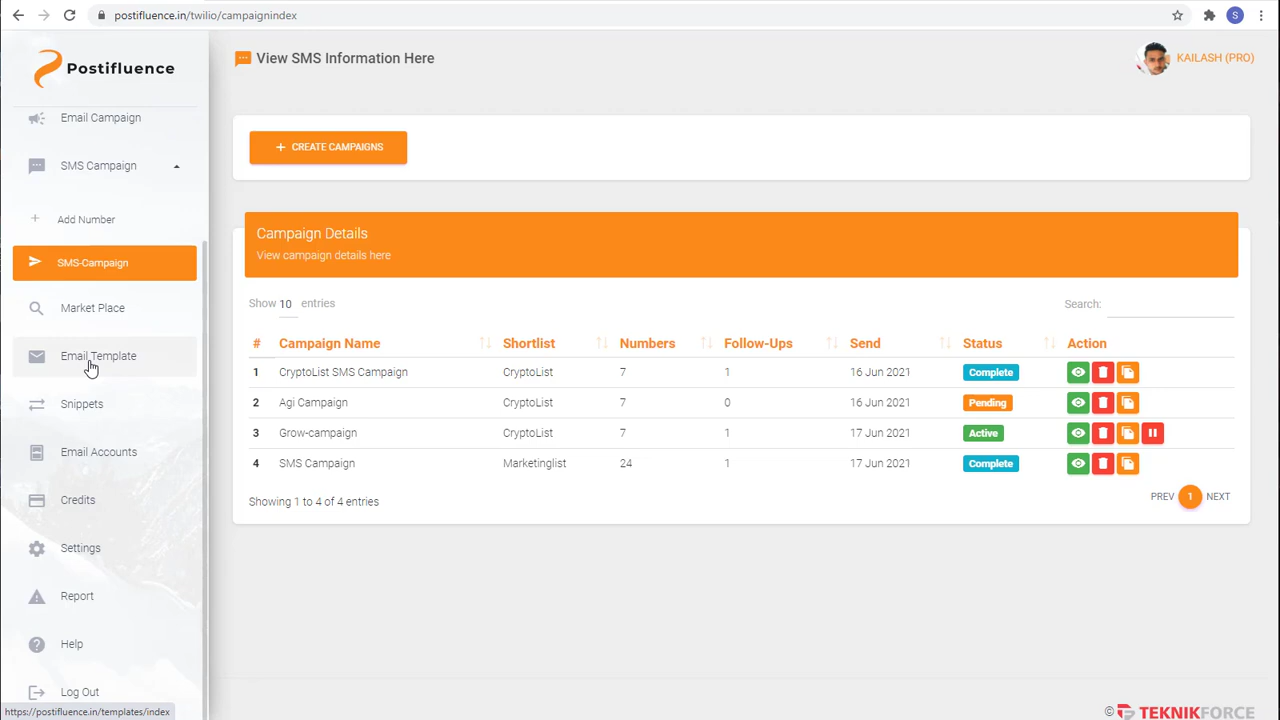 postifluence.in/twilio/campaignindex
S
Postifluence
View SMS Information Here
KAILASH (PRO)
Email Campaign
SMS Campaign
Add Number
SMS-Campaign
Market Place
Email Template
Snippets
Email Accounts
Credits
Settings
Report
Help
Log Out
https://postifluence.in/templates/index
+ CREATE CAMPAIGNS
Campaign Details
View campaign details here
Show 10 entries
Search:
# Campaign Name Shortlist Numbers Follow-Ups Send Status Action
1 CryptoList SMS Campaign CryptoList 7 1 16 Jun 2021 Complete
2 Agi Campaign CryptoList 7 0 16 Jun 2021 Pending
3 Grow-campaign CryptoList 7 1 17 Jun 2021 Active
4 SMS Campaign Marketinglist 24 1 17 Jun 2021 Complete
Showing 1 to 4 of 4 entries
PREV 1 NEXT
© TEKNIKFORCE